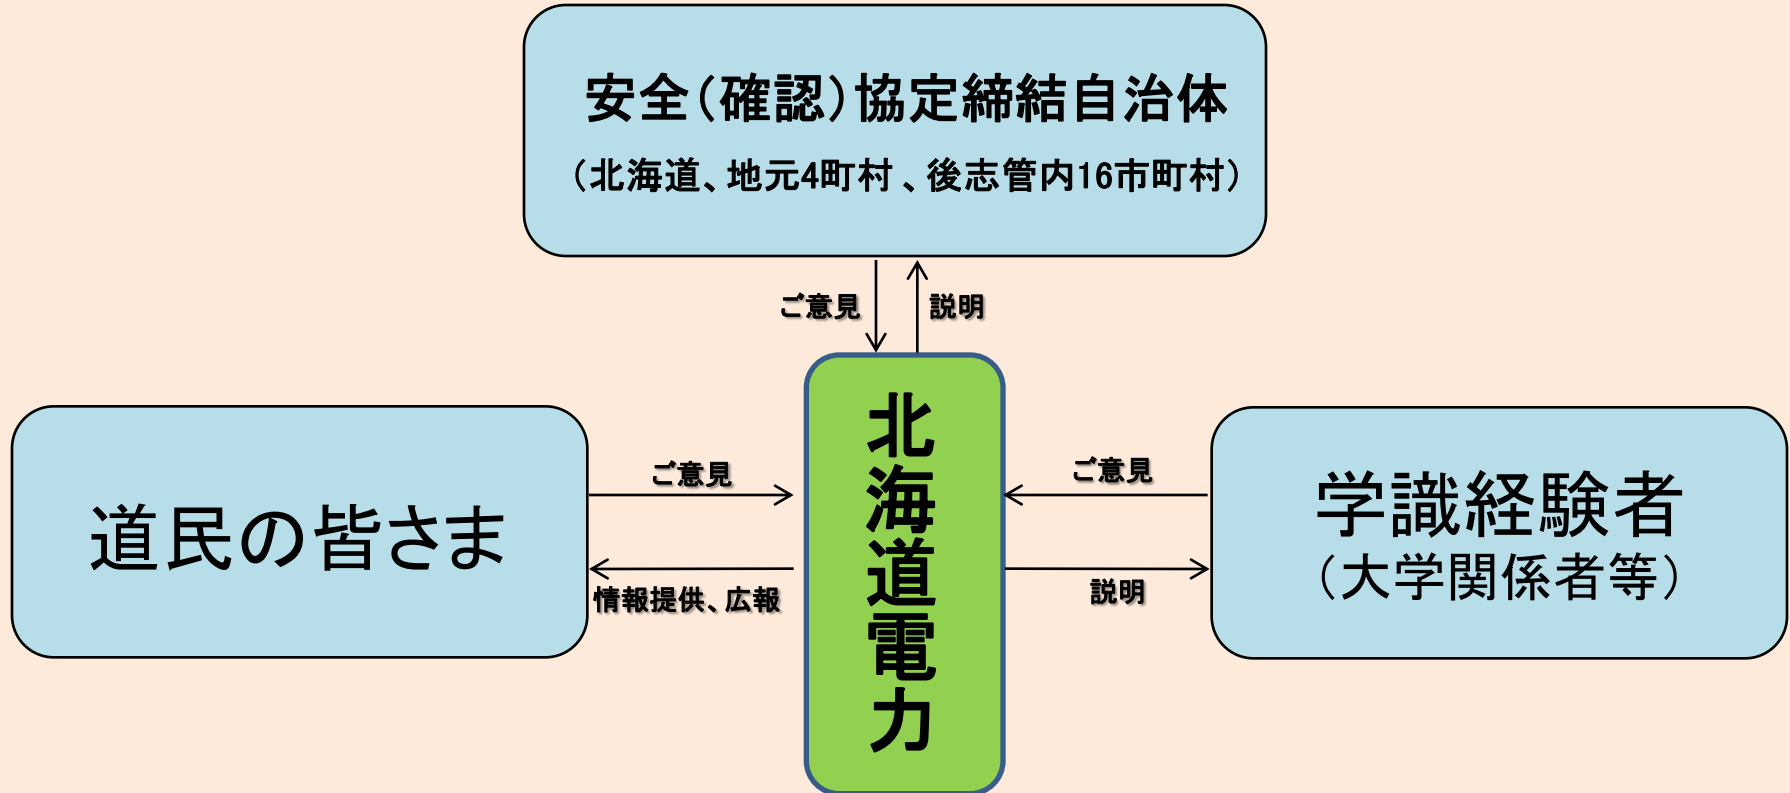 安全（確認）協定締結自治体
（北海道、地元4町村 、後志管内16市町村）
ご意見
説明
北海道電力
道民の皆さま
ご意見
情報提供、広報
ご意見
説明
学識経験者
（大学関係者等）